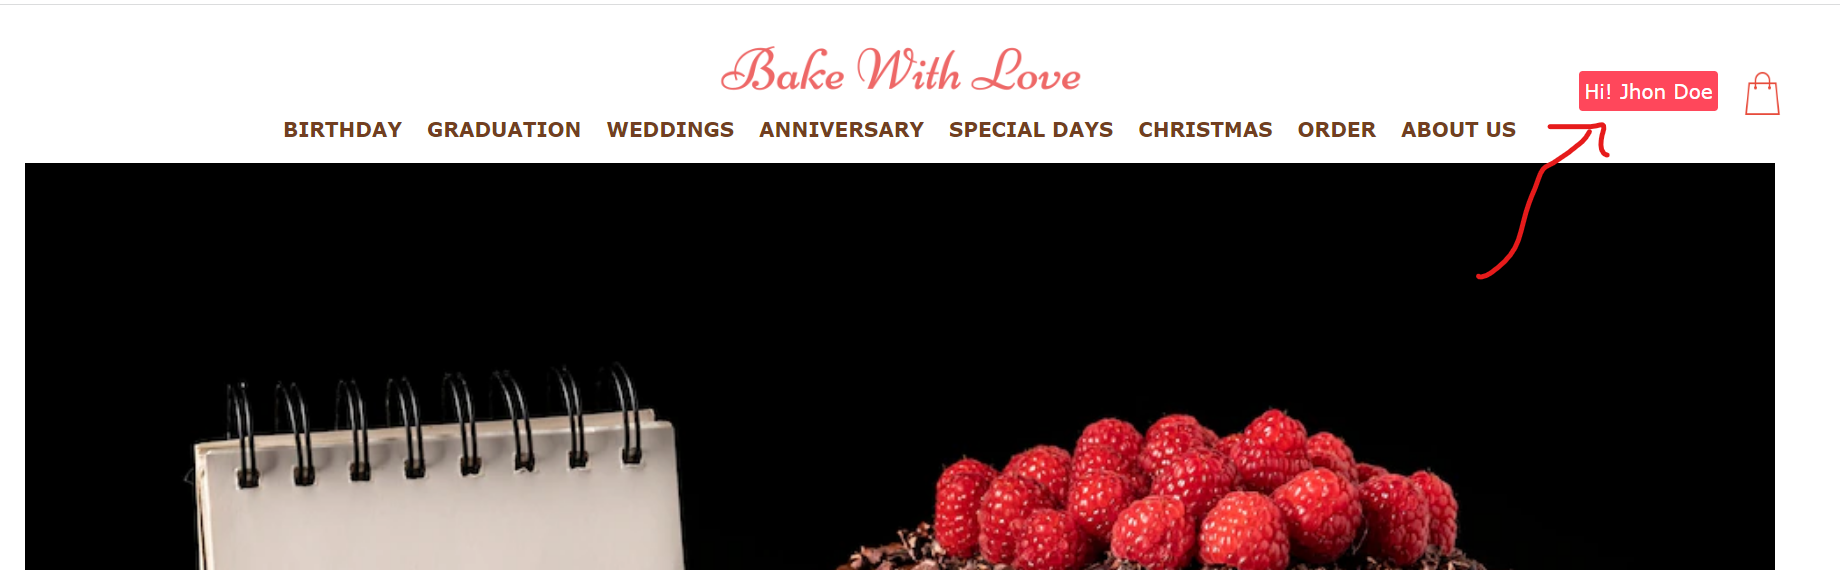 Bake With Love
Hi! Jhon Doe
BIRTHDAY GRADUATION WEDDINGS ANNIVERSARY SPECIAL DAYS CHRISTMAS ORDER ABOUT US